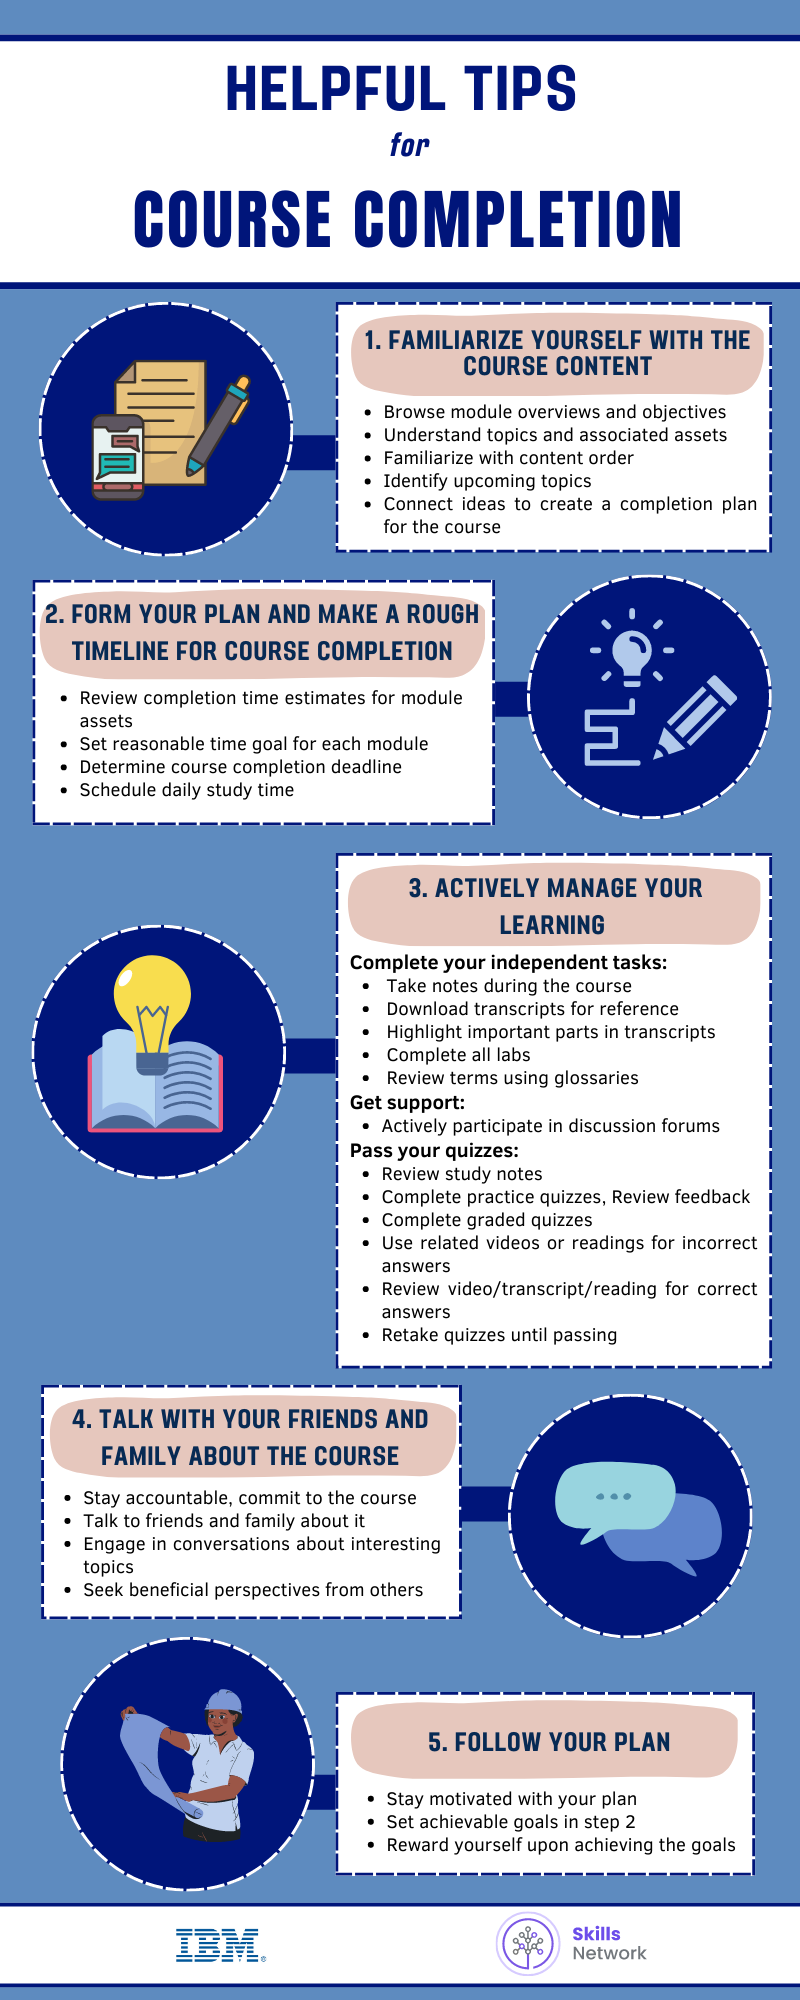 HELPFUL TIPS
for
COURSE COMPLETION
1. FAMILIARIZE YOURSELF WITH THE
COURSE CONTENT
• Browse module overviews and objectives
• Understand topics and associated assets
• Familiarize with content order
• Identify upcoming topics
• Connect ideas to create a completion plan
for the course
2. FORM YOUR PLAN AND MAKE A ROUGH
TIMELINE FOR COURSE COMPLETION
• Review completion time estimates for module
assets
• Set reasonable time goal for each module
• Determine course completion deadline
• Schedule daily study time
3. ACTIVELY MANAGE YOUR
LEARNING
Complete your independent tasks:
• Take notes during the course
• Download transcripts for reference
• Highlight important parts in transcripts
• Complete all labs
• Review terms using glossaries
Get support:
• Actively participate in discussion forums
Pass your quizzes:
• Review study notes
• Complete practice quizzes, Review feedback
• Complete graded quizzes
• Use related videos or readings for incorrect
answers
• Review video/transcript/reading for correct
answers
• Retake quizzes until passing
4. TALK WITH YOUR FRIENDS AND
FAMILY ABOUT THE COURSE
• Stay accountable, commit to the course
• Talk to friends and family about it
• Engage in conversations about interesting
topics
• Seek beneficial perspectives from others
5. FOLLOW YOUR PLAN
• Stay motivated with your plan
• Set achievable goals in step 2
• Reward yourself upon achieving the goals
IBM®
Skills
Network